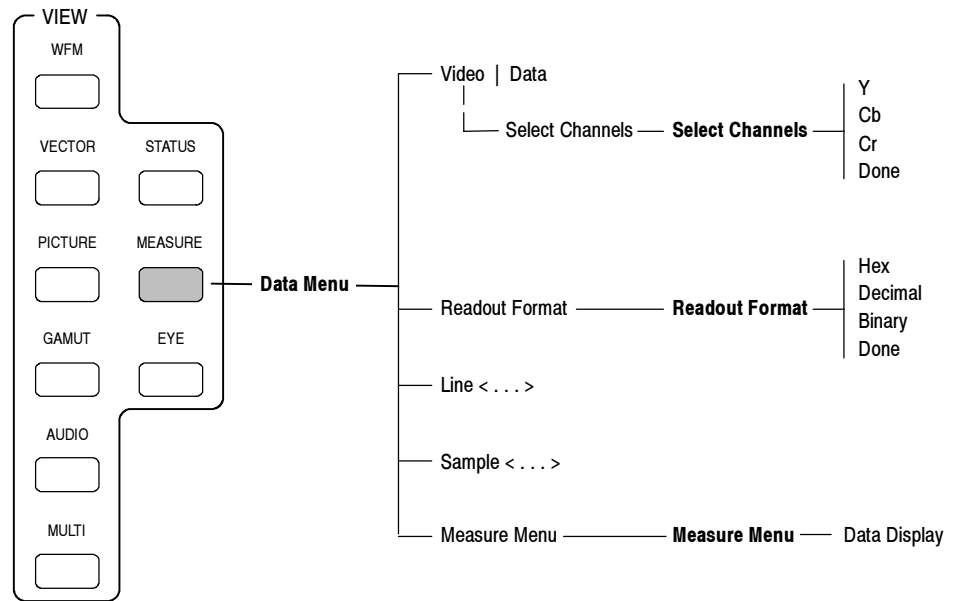 VIEW
WFM
VECTOR STATUS
PICTURE MEASURE
GAMUT EYE
AUDIO
MULTI
Data Menu
Video | Data
Select Channels Select Channels
Y
Cb
Cr
Done
Readout Format Readout Format
Hex
Decimal
Binary
Done
Line < . . . >
Sample < . . . >
Measure Menu Measure Menu Data Display